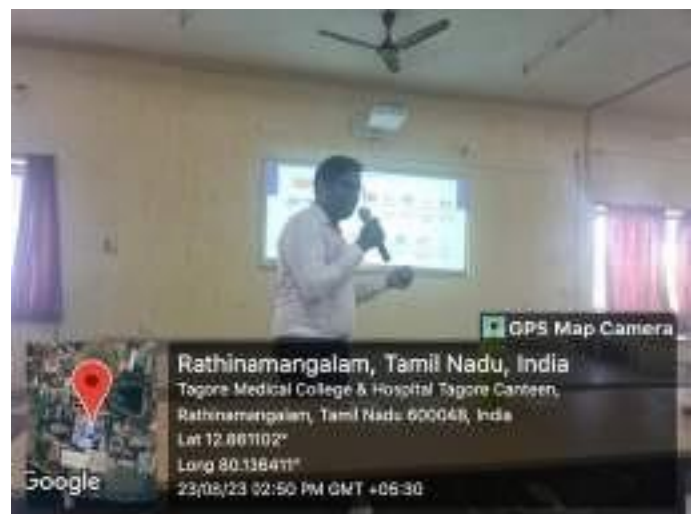 GPS Map Camera
Rathinamangalam, Tamil Nadu, India
Tagore Medical College & Hospital Tagore Canteen,
Rathinamangalam, Tamil Nadu 600048, India
Lat 12.861102°
Long 80.136411°
23/08/23 02:50 PM GMT +05:30
Google